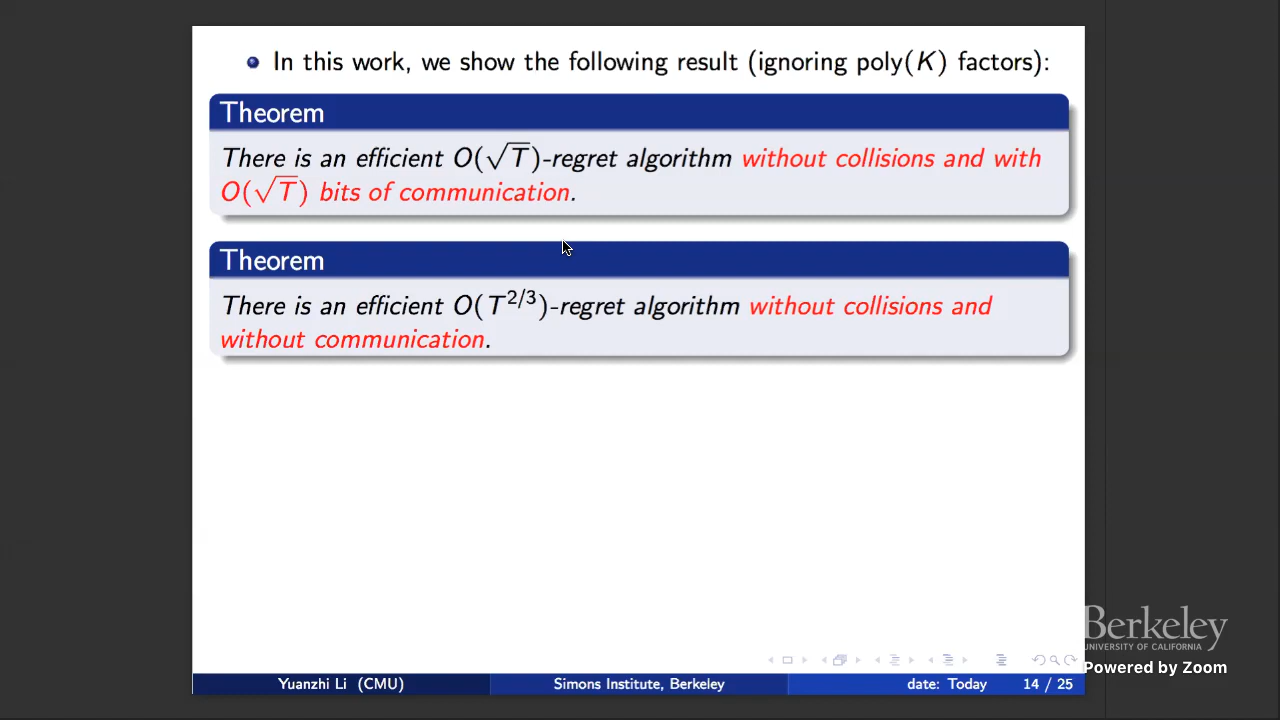 In this work, we show the following result (ignoring poly(K) factors):
Theorem
There is an efficient O(√T)-regret algorithm without collisions and with
O(√T) bits of communication.
Theorem
There is an efficient O(T^{2/3})-regret algorithm without collisions and
without communication.
Berkeley
UNIVERSITY OF CALIFORNIA
Powered by Zoom
Yuanzhi Li (CMU) Simons Institute, Berkeley date: Today 14 / 25